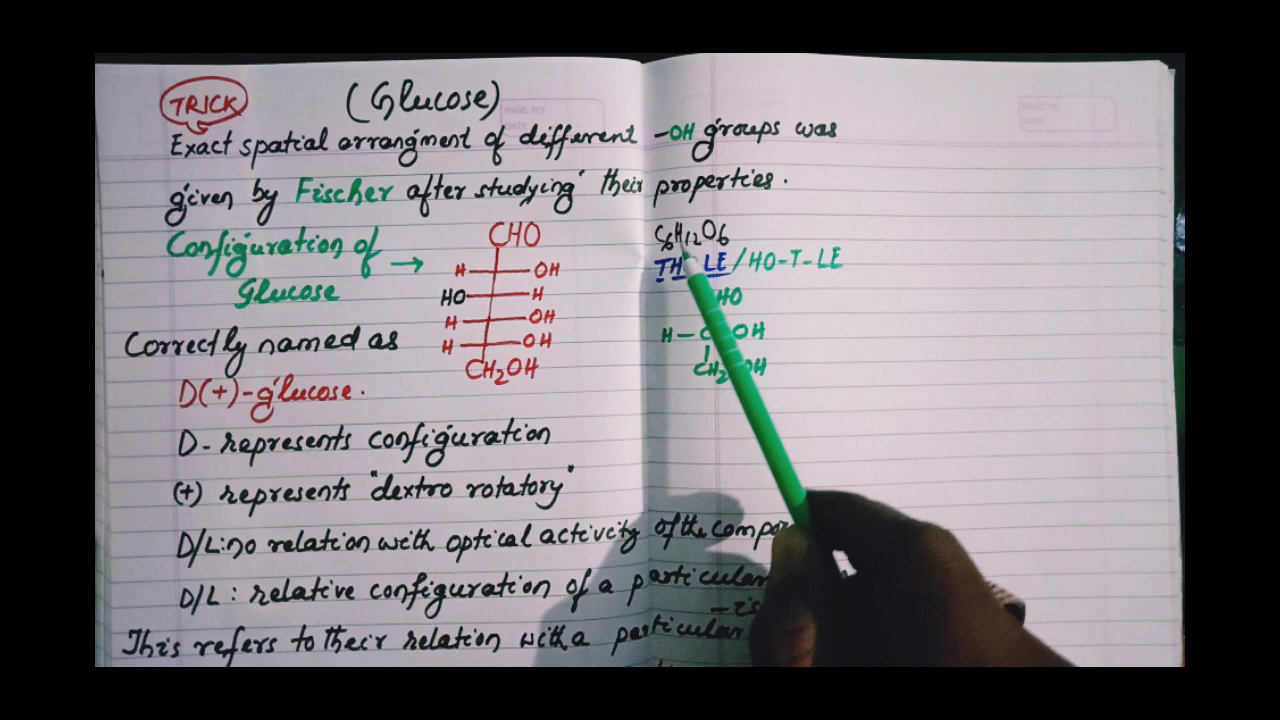 TRICK
(Glucose)
Exact spatial arrangment of different -OH groups was
given by Fischer after studying their properties.
Configuration of →
Glucose
CHO
H OH
HO H
H OH
H OH
CH2OH
C6H12O6
TH LE/HO-T-LE
HO
H-C OH
CH2 OH
Correctly named as
D(+)-glucose.
D- represents configuration
(+) represents "dextro rotatory"
D/L: no relation with optical activity of the
D/L: relative configuration of a particular
This refers to their relation with a particular